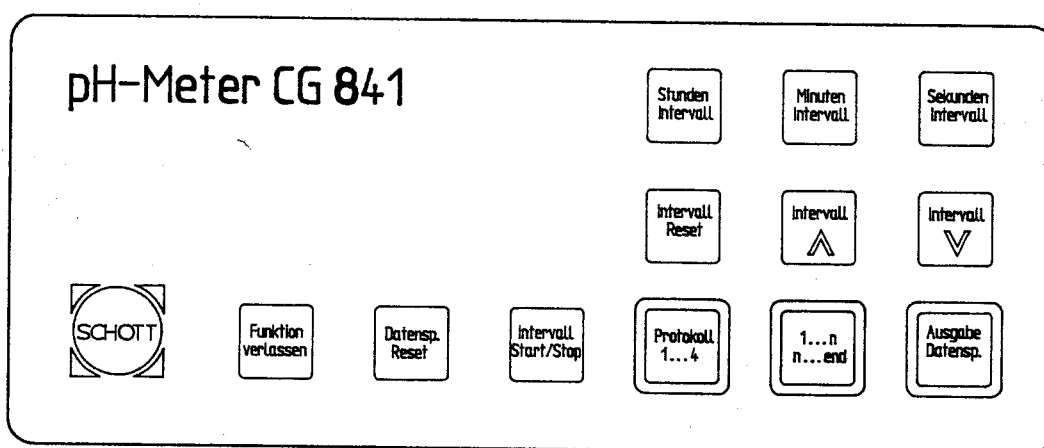 pH-Meter CG 841
Stunden
Intervall
Minuten
Intervall
Sekunden
Intervall
Intervall
Reset
Intervall
Intervall
SCHOTT
Funktion
verlassen
Datensp.
Reset
Intervall
Start/Stop
Protokoll
1...4
1...n
n...end
Ausgabe
Datensp.